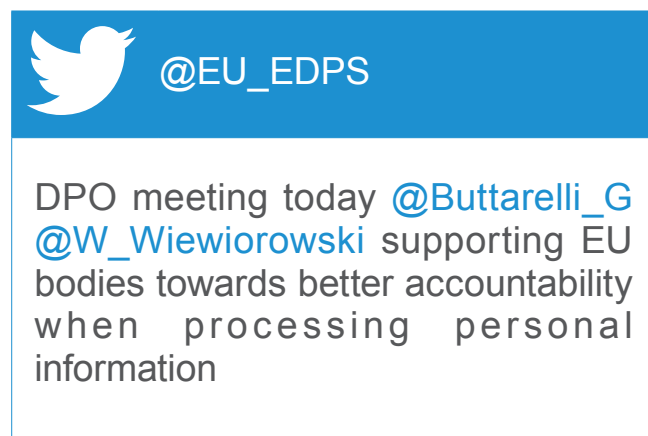 @EU_EDPS
DPO meeting today @Buttarelli_G
@W_Wiewiorowski supporting EU
bodies towards better accountability
when processing personal
information